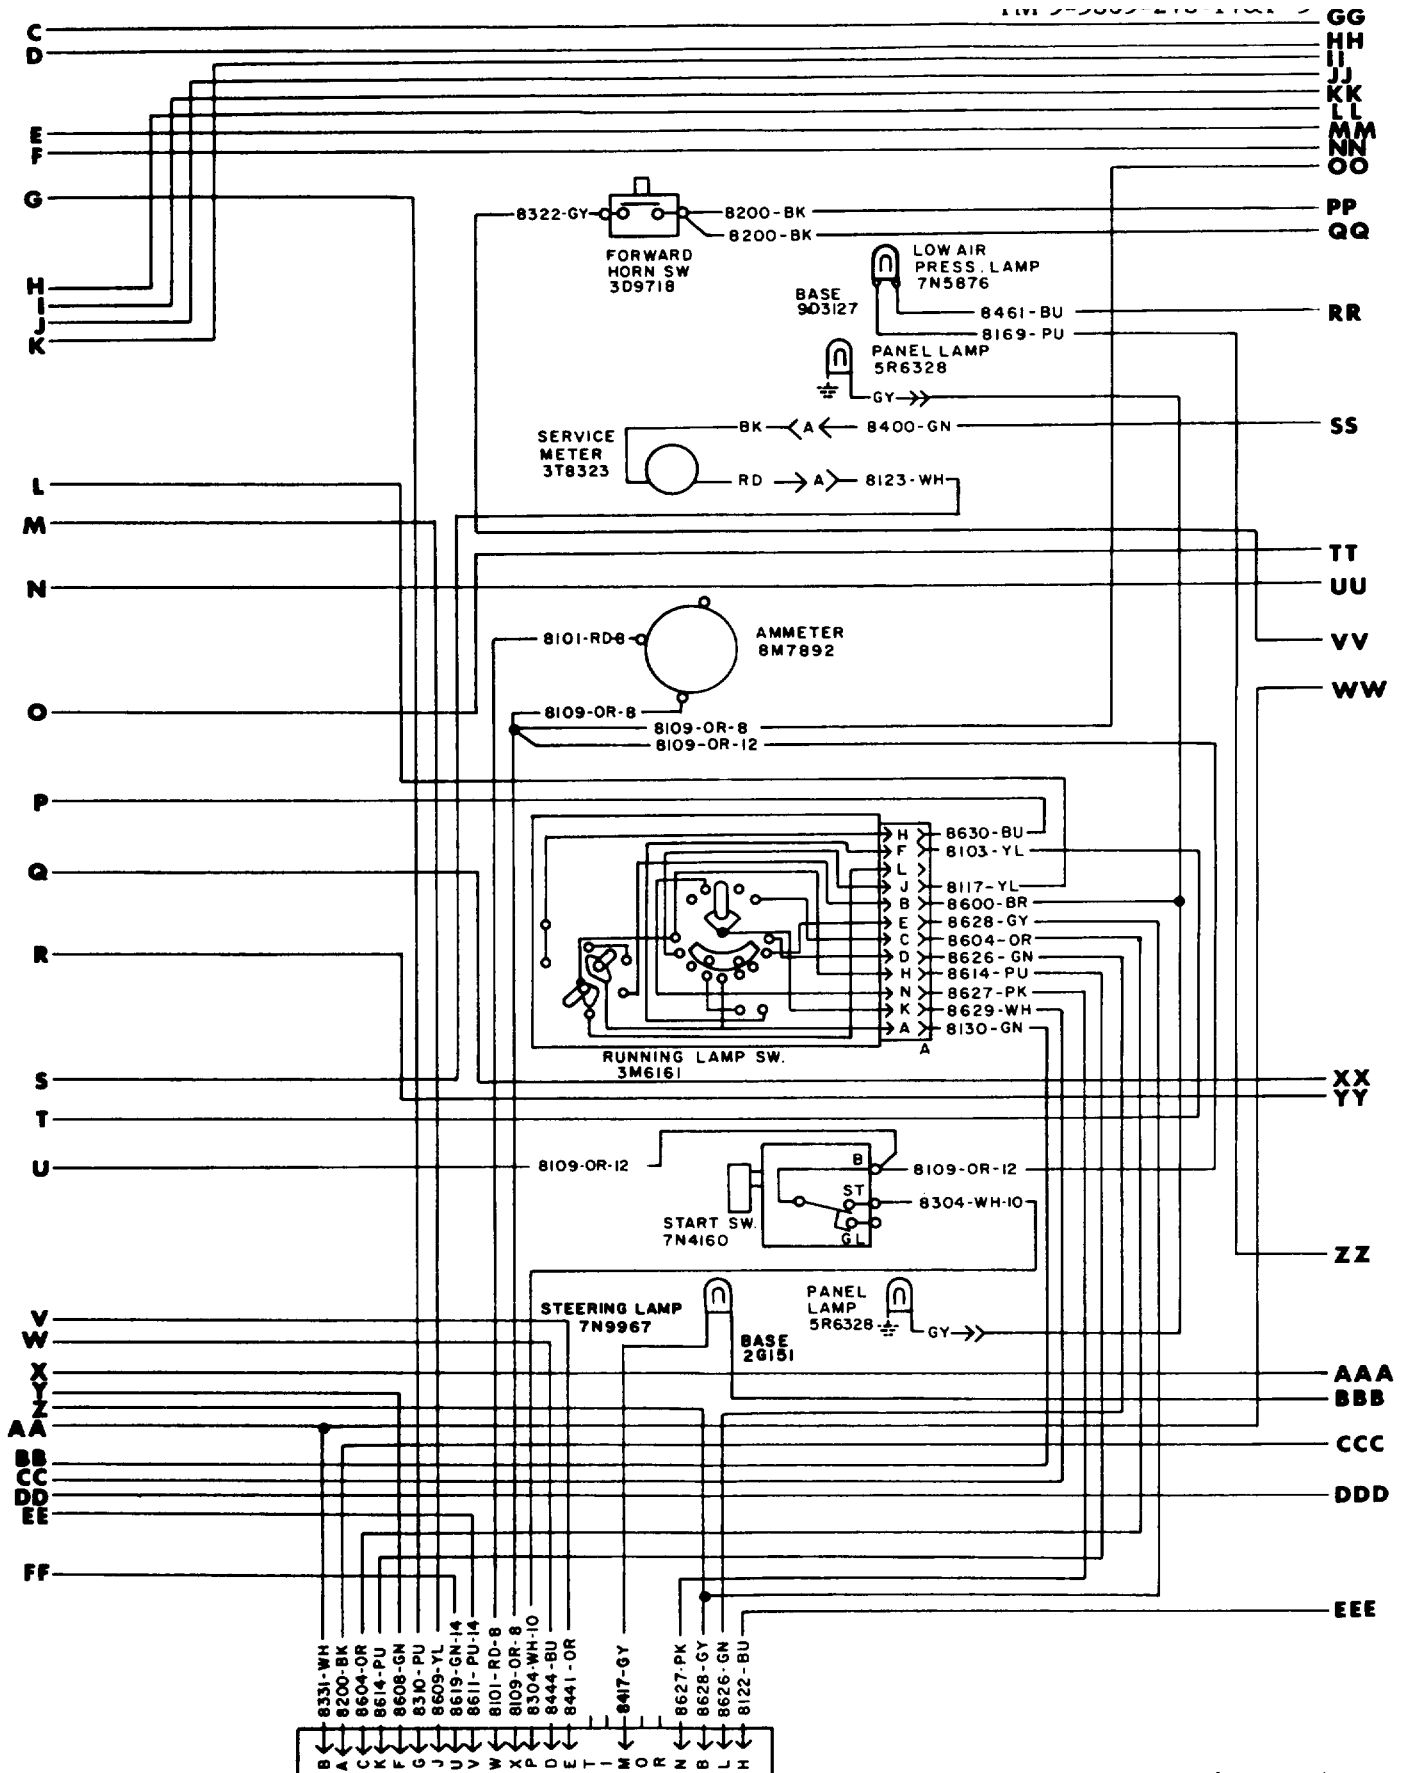 C
GG
D
HH
II
JJ
KK
LL
E
MM
F
NN
OO
G
8322-GY
8200-BK
PP
8200-BK
QQ
FORWARD
HORN SW
3D9718
LOW AIR
PRESS. LAMP
7N5876
BASE
9D3127
H
I
J
K
8461-BU
RR
8169-PU
PANEL LAMP
5R6328
GY
BK
A
8400-GN
SS
SERVICE
METER
3T8323
RD
A
8123-WH
L
M
TT
N
UU
8101-RD-8
AMMETER
8M7892
VV
WW
O
8109-OR-8
8109-OR-8
8109-OR-12
P
H
8630-BU
F
8103-YL
L
Q
J
8117-YL
B
8600-BR
E
8628-GY
C
8604-OR
R
D
8626-GN
H
8614-PU
N
8627-PK
K
8629-WH
A
8130-GN
A
RUNNING LAMP SW.
3M6161
S
XX
YY
T
U
8109-OR-12
B
8109-OR-12
ST
8304-WH-10
START SW.
7N4160
GL
ZZ
V
STEERING LAMP
7N9967
PANEL
LAMP
5R6328
GY
W
BASE
2G151
X
AAA
Y
BBB
Z
AA
CCC
BB
CC
DD
DDD
EE
FF
EEE
8331-WH
8200-BK
8604-OR
8614-PU
8608-GN
8310-PU
8609-YL
8619-GN-14
8611-PU-14
8101-RD-8
8109-OR-8
8304-WH-10
8444-BU
8441-OR
8417-GY
8627-PK
8628-GY
8626-GN
8122-BU
B A C K F G J U V W X P D E T I M O R N B L H